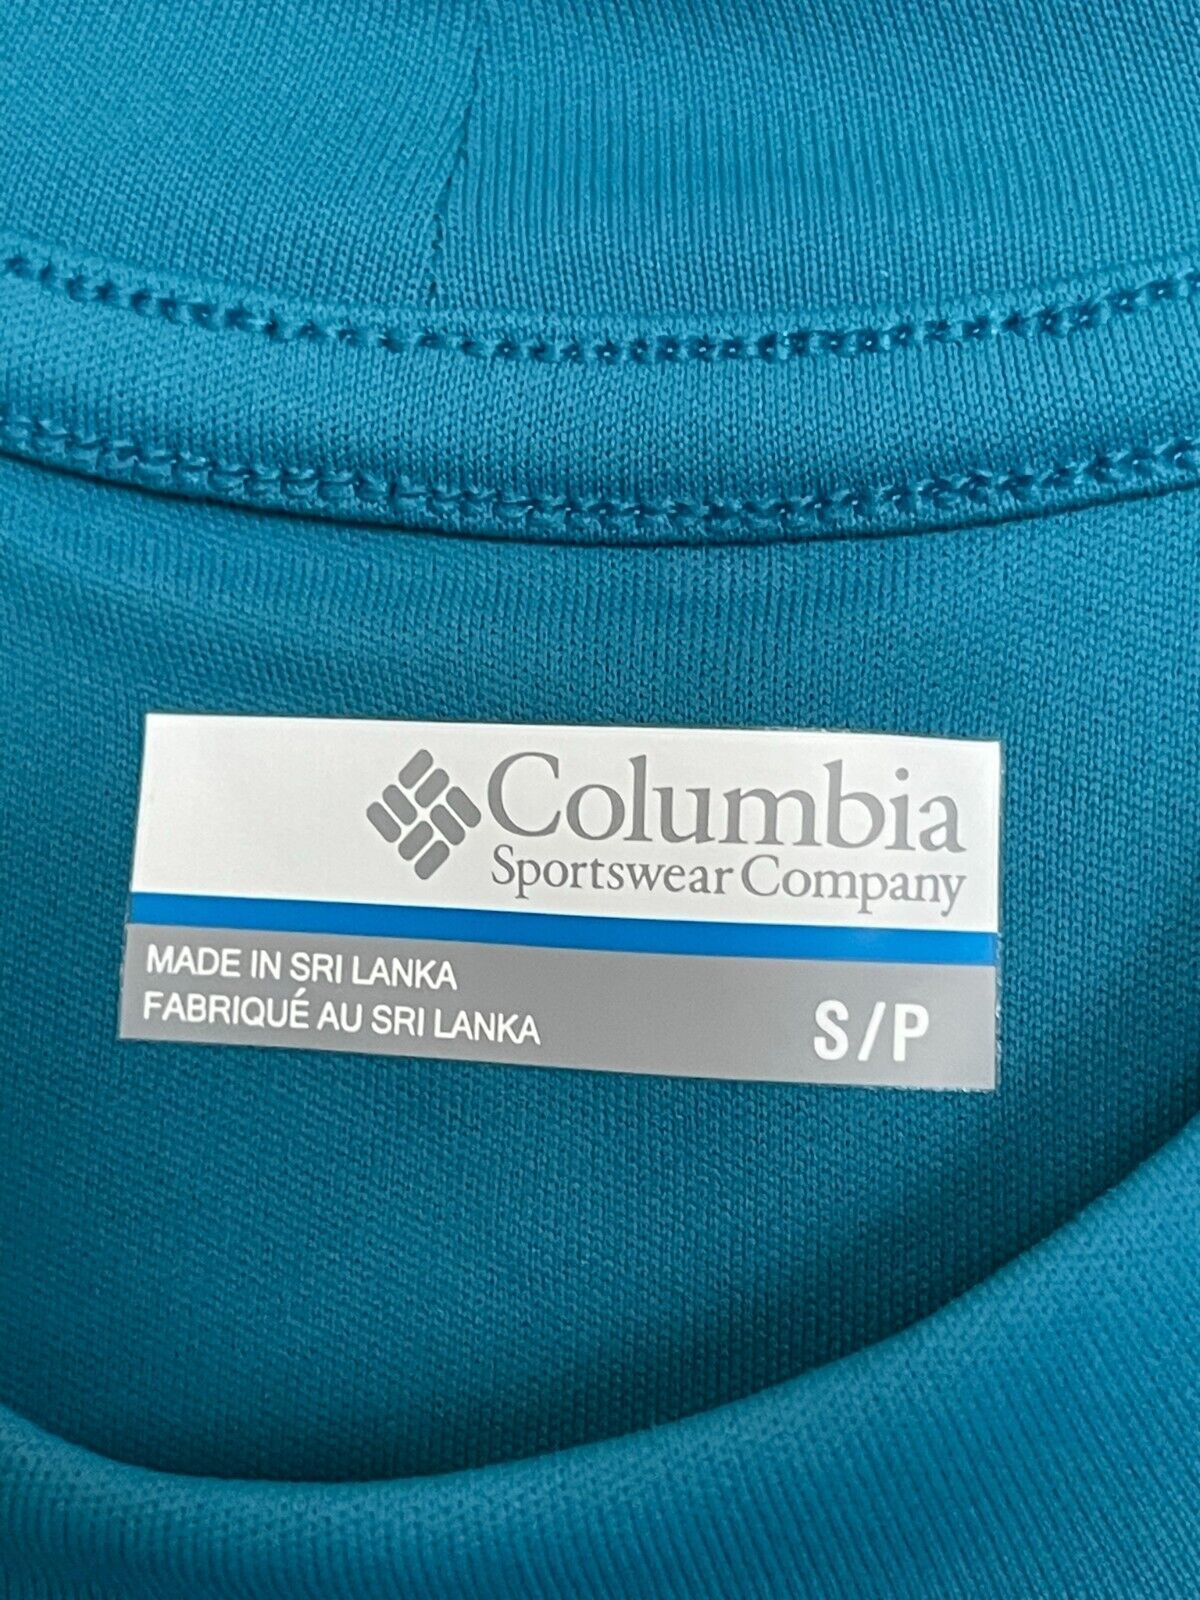 Columbia
Sportswear Company
MADE IN SRI LANKA
FABRIQUÉ AU SRI LANKA
S/P